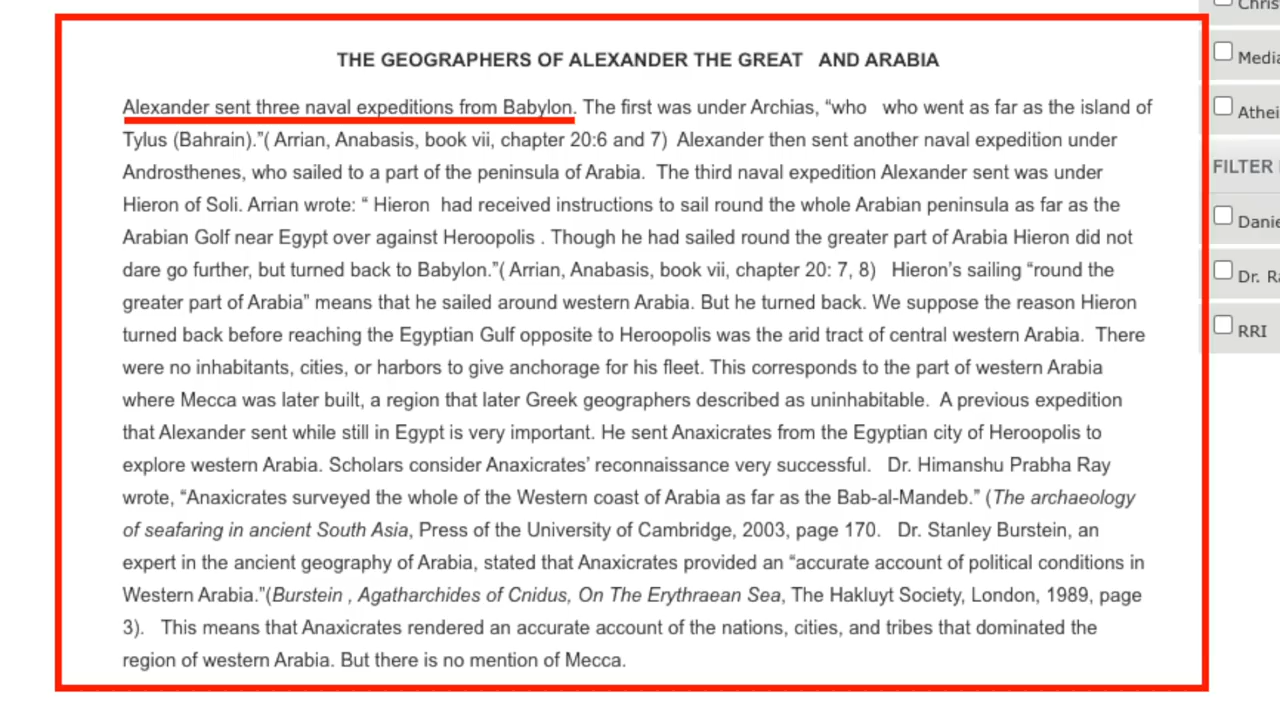 THE GEOGRAPHERS OF ALEXANDER THE GREAT   AND ARABIA
Alexander sent three naval expeditions from Babylon. The first was under Archias, “who   who went as far as the island of
Tylus (Bahrain).”( Arrian, Anabasis, book vii, chapter 20:6 and 7)  Alexander then sent another naval expedition under
Androsthenes, who sailed to a part of the peninsula of Arabia.  The third naval expedition Alexander sent was under
Hieron of Soli. Arrian wrote: “ Hieron  had received instructions to sail round the whole Arabian peninsula as far as the
Arabian Golf near Egypt over against Heroopolis . Though he had sailed round the greater part of Arabia Hieron did not
dare go further, but turned back to Babylon.”( Arrian, Anabasis, book vii, chapter 20: 7, 8)   Hieron’s sailing “round the
greater part of Arabia” means that he sailed around western Arabia. But he turned back. We suppose the reason Hieron
turned back before reaching the Egyptian Gulf opposite to Heroopolis was the arid tract of central western Arabia.  There
were no inhabitants, cities, or harbors to give anchorage for his fleet. This corresponds to the part of western Arabia
where Mecca was later built, a region that later Greek geographers described as uninhabitable.  A previous expedition
that Alexander sent while still in Egypt is very important. He sent Anaxicrates from the Egyptian city of Heroopolis to
explore western Arabia. Scholars consider Anaxicrates’ reconnaissance very successful.   Dr. Himanshu Prabha Ray
wrote, “Anaxicrates surveyed the whole of the Western coast of Arabia as far as the Bab-al-Mandeb.” (The archaeology
of seafaring in ancient South Asia, Press of the University of Cambridge, 2003, page 170.   Dr. Stanley Burstein, an
expert in the ancient geography of Arabia, stated that Anaxicrates provided an “accurate account of political conditions in
Western Arabia.”(Burstein , Agatharchides of Cnidus, On The Erythraean Sea, The Hakluyt Society, London, 1989, page
3).   This means that Anaxicrates rendered an accurate account of the nations, cities, and tribes that dominated the
region of western Arabia. But there is no mention of Mecca.
Chris
Media
Athei
FILTER
Danie
Dr. Ra
RRI